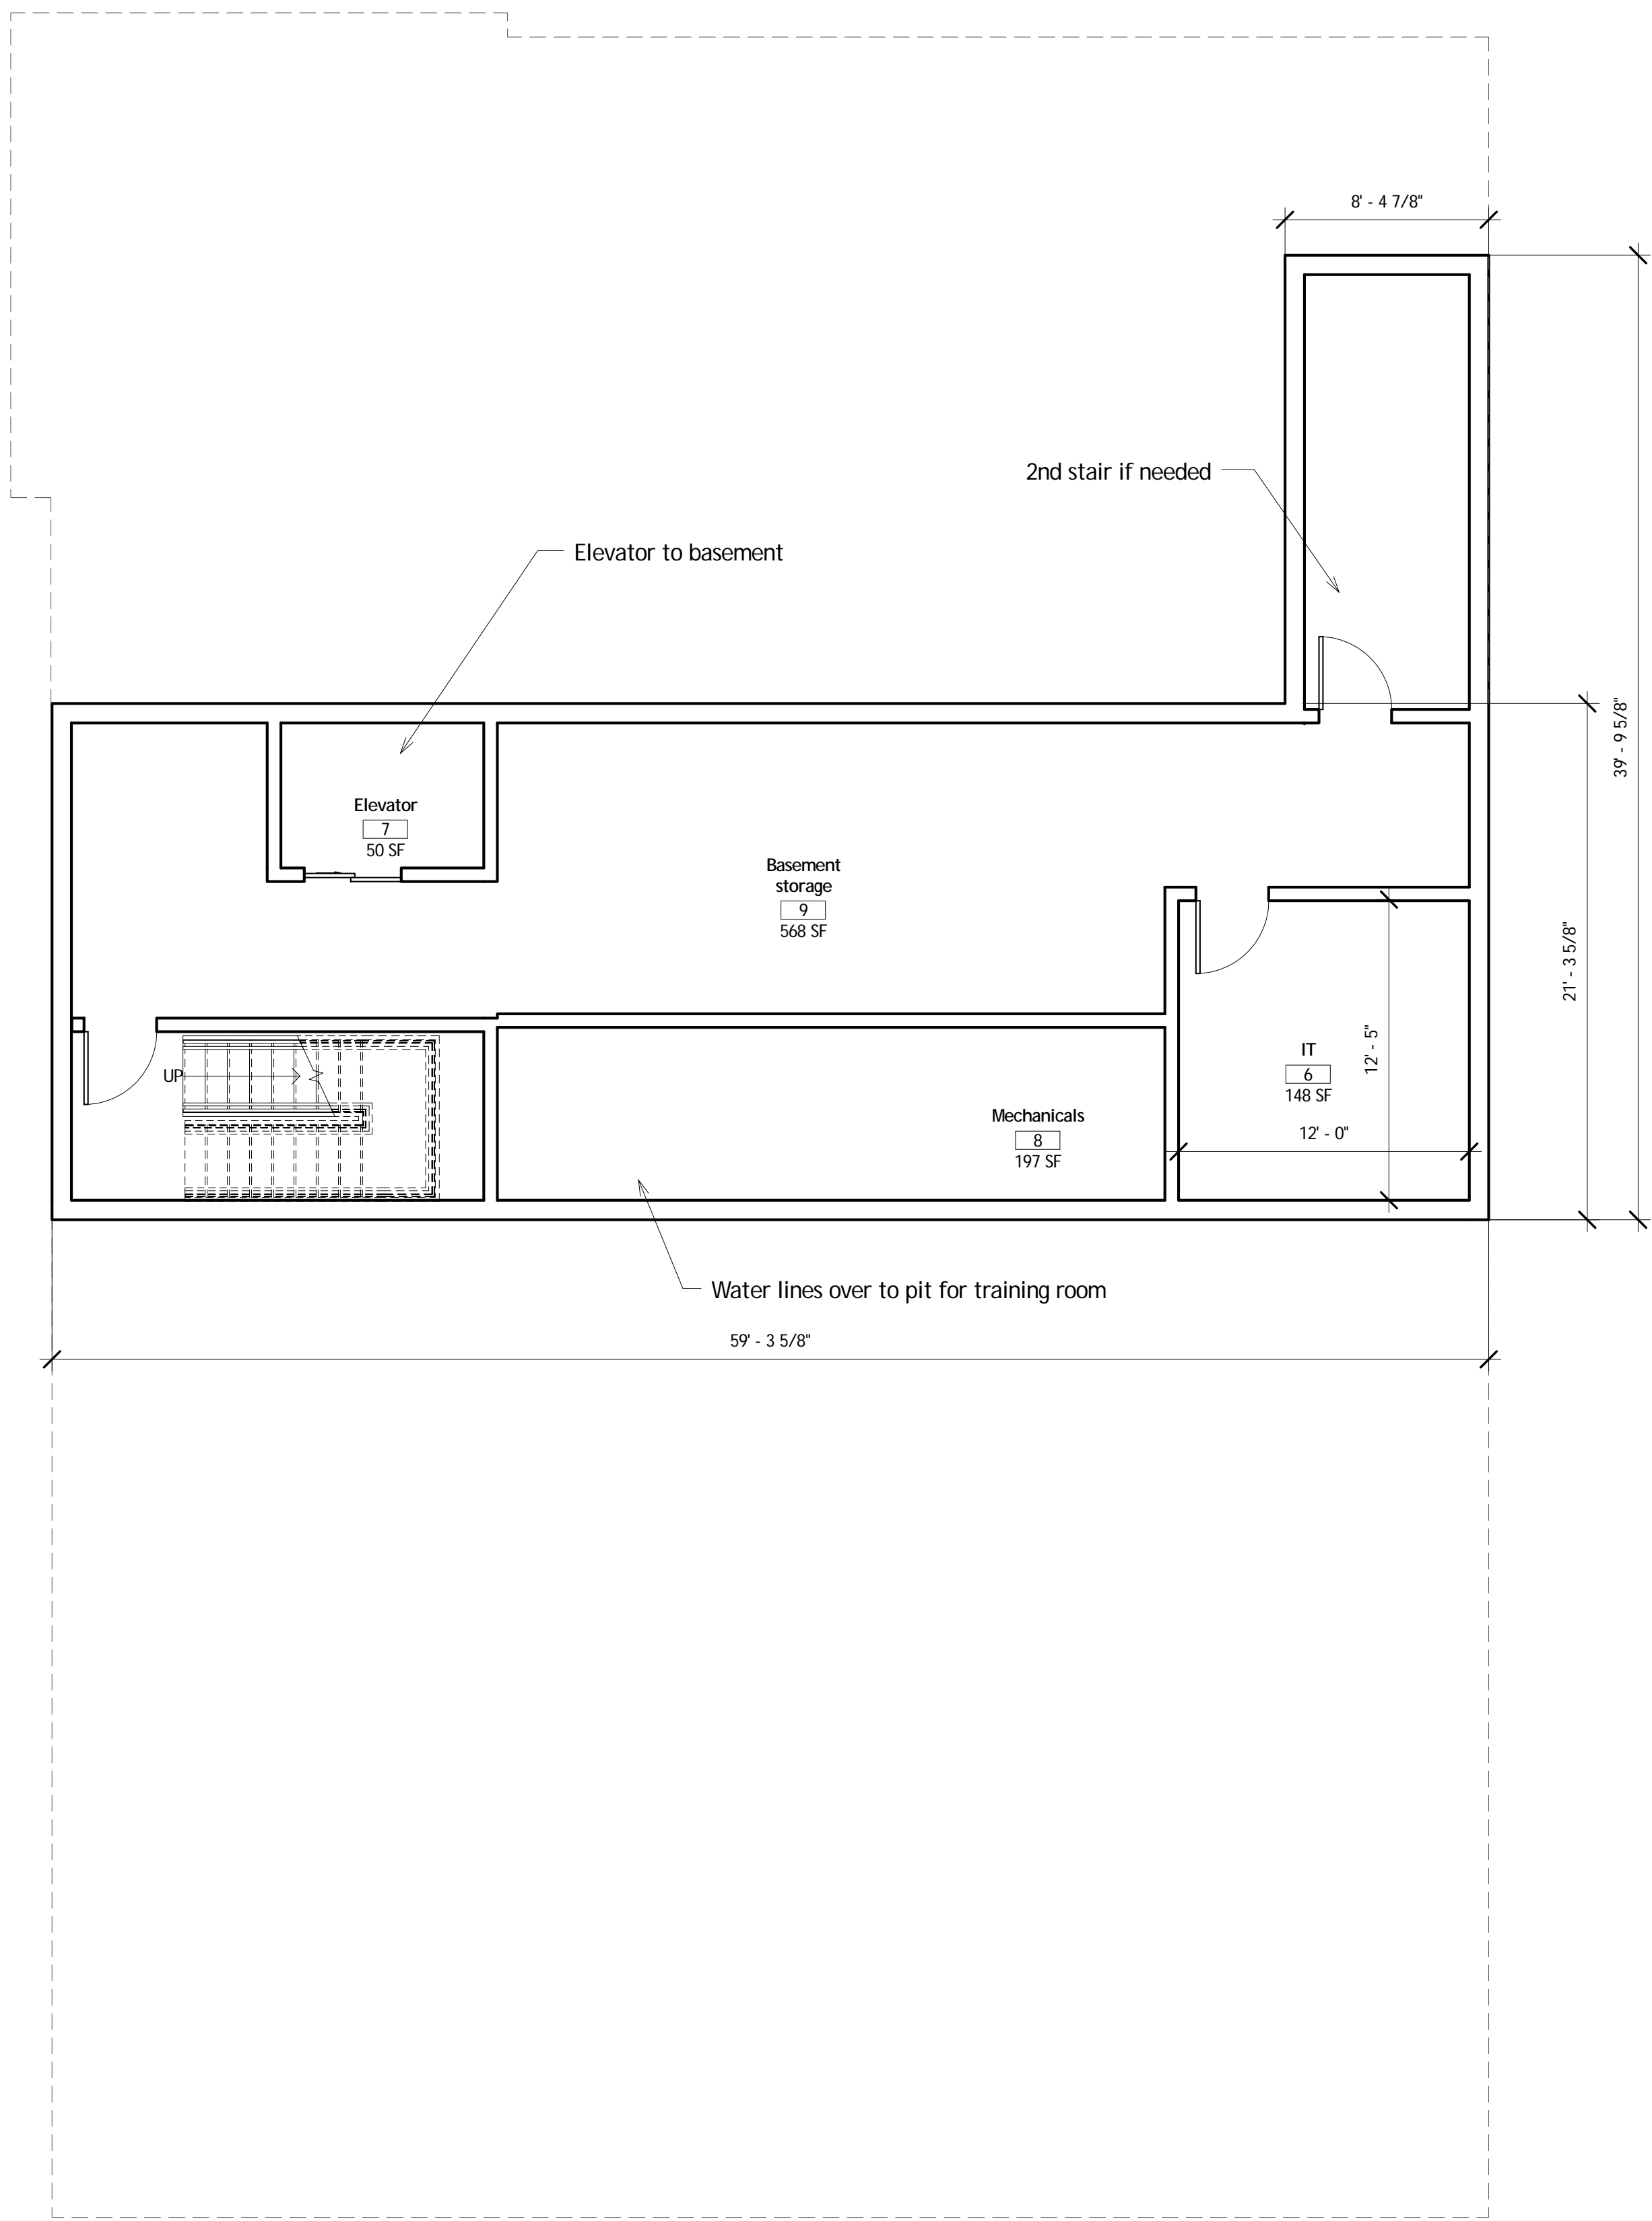 8' - 4 7/8"
2nd stair if needed
Elevator to basement
39' - 9 5/8"
Elevator
7
50 SF
Basement
storage
9
568 SF
21' - 3 5/8"
UP
12' - 5"
IT
6
148 SF
Mechanicals
8
197 SF
12' - 0"
Water lines over to pit for training room
59' - 3 5/8"